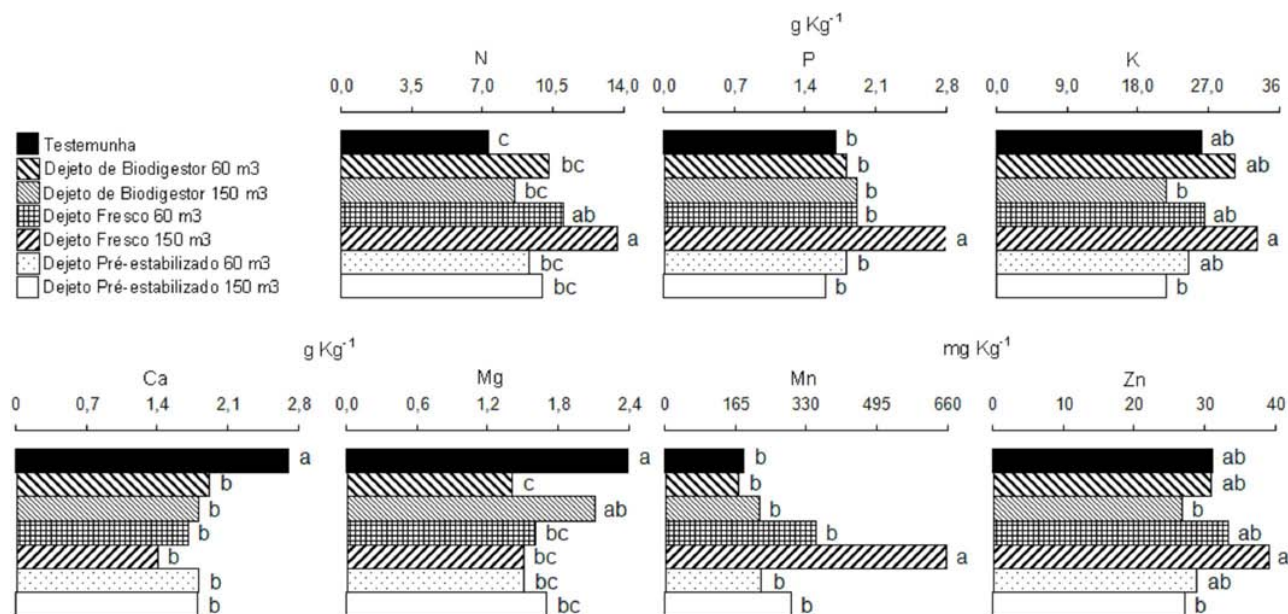 g Kg-1
N P K
0,0 3,5 7,0 10,5 14,0 0,0 0,7 1,4 2,1 2,8 0,0 9,0 18,0 27,0 36
Testemunha
Dejeto de Biodigestor 60 m3
Dejeto de Biodigestor 150 m3
Dejeto Fresco 60 m3
Dejeto Fresco 150 m3
Dejeto Pré-estabilizado 60 m3
Dejeto Pré-estabilizado 150 m3
c b ab
bc b ab
bc b b
ab b ab
a a a
bc b ab
bc b b
g Kg-1 mg Kg-1
Ca Mg Mn Zn
0 0,7 1,4 2,1 2,8 0,0 0,6 1,2 1,8 2,4 0 165 330 495 660 0 10 20 30 40
a a b ab
b c b ab
b ab b b
b bc b ab
b bc a a
b bc b ab
b bc b b